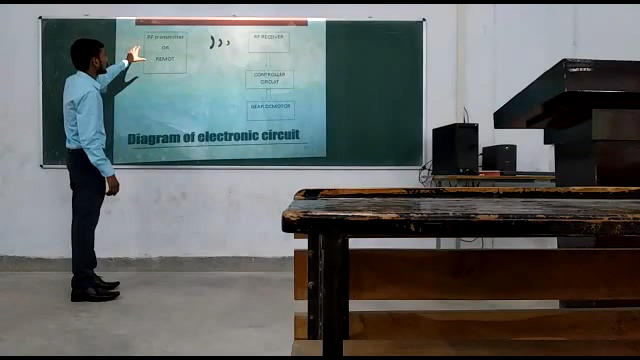 RF transmitter
OR
REMOT
RF RECEIVER
CONTROLLER
CIRCUIT
GEAR DCMOTOR
Diagram of electronic circuit